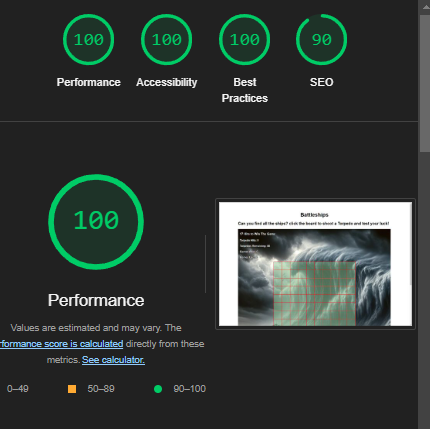 100
100
100
90
Performance
Accessibility
Best
Practices
SEO
100
Performance
Values are estimated and may vary. The
rformance score is calculated directly from these
metrics. See calculator.
0–49
50–89
90–100
Battleships
Can you find all the ships? click the board to shoot a Torpedo and test your luck!